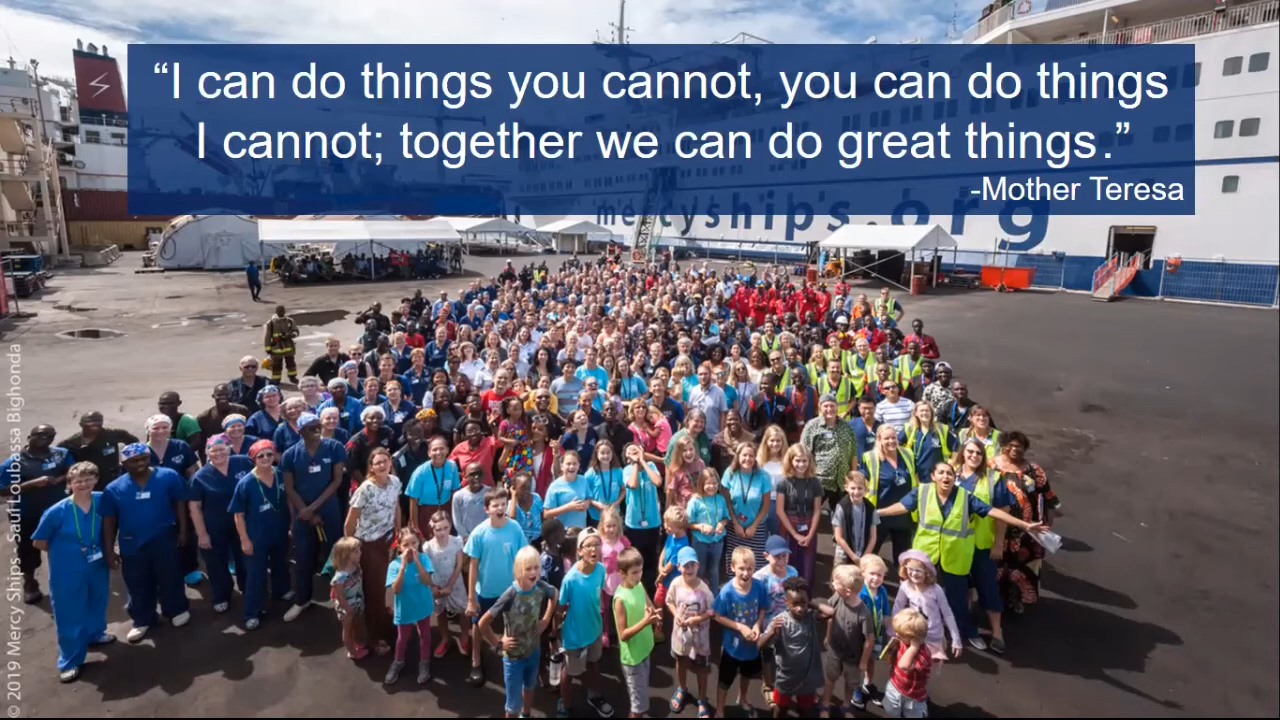 “I can do things you cannot, you can do things
I cannot; together we can do great things.”
-Mother Teresa
mercyships.org
© 2019 Mercy Ships - Saul Loubassa Bighonda